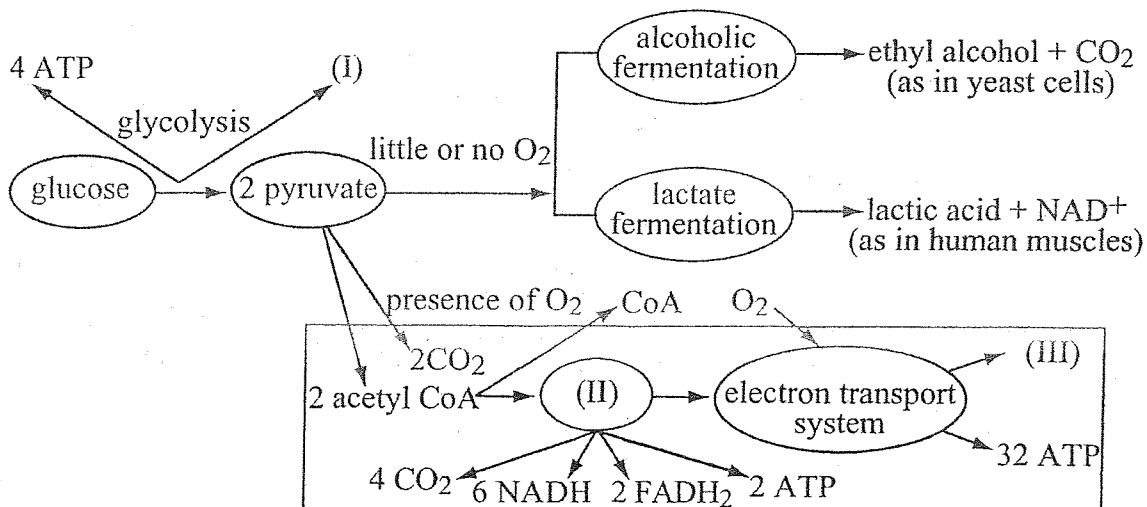 alcoholic
fermentation
ethyl alcohol + CO₂
(as in yeast cells)
4 ATP
(I)
glycolysis
little or no O₂
glucose
2 pyruvate
lactate
fermentation
lactic acid + NAD⁺
(as in human muscles)
presence of O₂
CoA
O₂
2CO₂
(III)
2 acetyl CoA
(II)
electron transport
system
32 ATP
4 CO₂
6 NADH
2 FADH₂
2 ATP